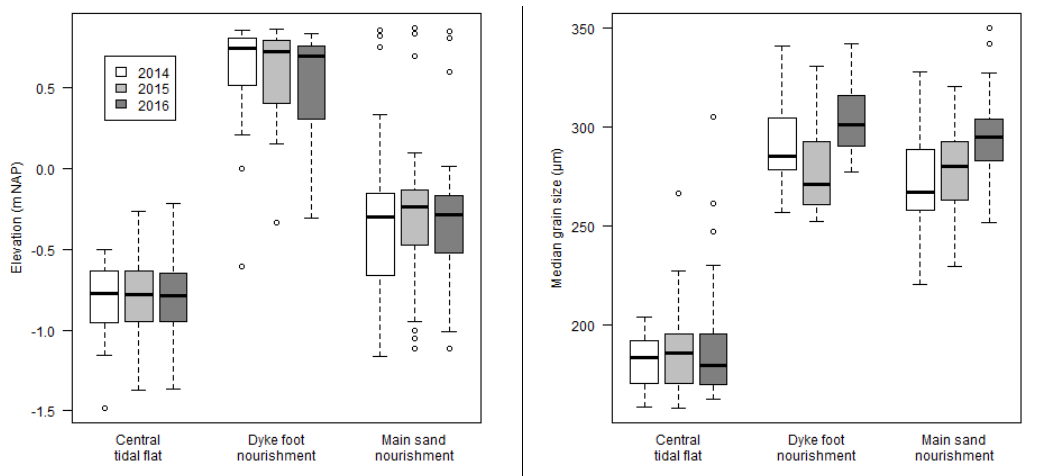 Elevation (m NAP)
0.5
0.0
-0.5
-1.0
-1.5
2014
2015
2016
Central
tidal flat
Dyke foot
nourishment
Main sand
nourishment
Median grain size (µm)
350
300
250
200
Central
tidal flat
Dyke foot
nourishment
Main sand
nourishment